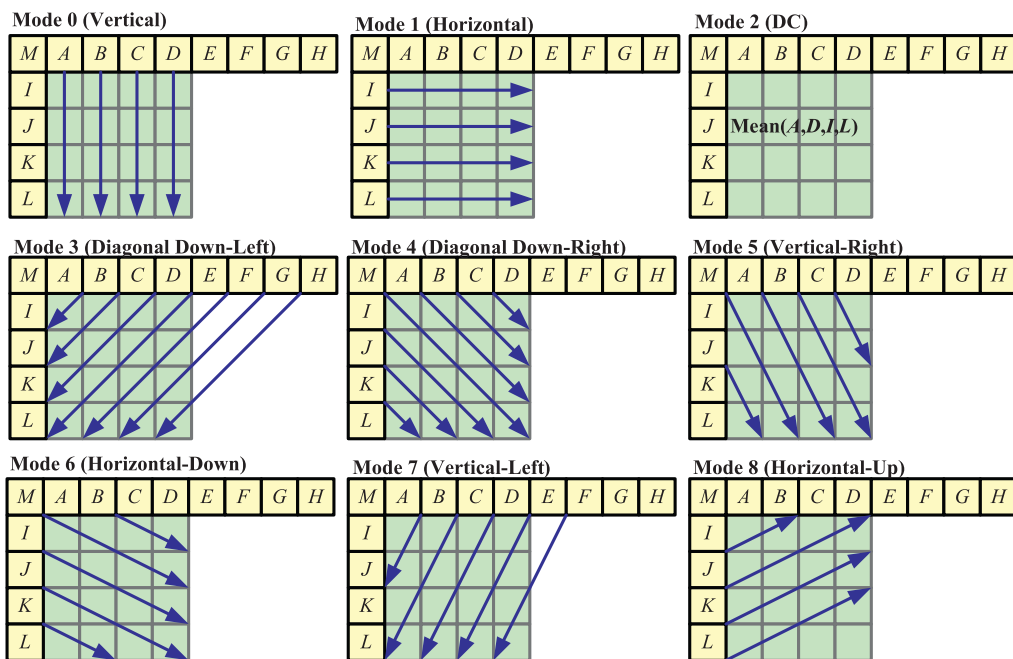 Mode 0 (Vertical)
M A B C D E F G H
I
J
K
L
Mode 1 (Horizontal)
M A B C D E F G H
I
J
K
L
Mode 2 (DC)
M A B C D E F G H
I
J Mean(A,D,I,L)
K
L
Mode 3 (Diagonal Down-Left)
M A B C D E F G H
I
J
K
L
Mode 4 (Diagonal Down-Right)
M A B C D E F G H
I
J
K
L
Mode 5 (Vertical-Right)
M A B C D E F G H
I
J
K
L
Mode 6 (Horizontal-Down)
M A B C D E F G H
I
J
K
L
Mode 7 (Vertical-Left)
M A B C D E F G H
I
J
K
L
Mode 8 (Horizontal-Up)
M A B C D E F G H
I
J
K
L